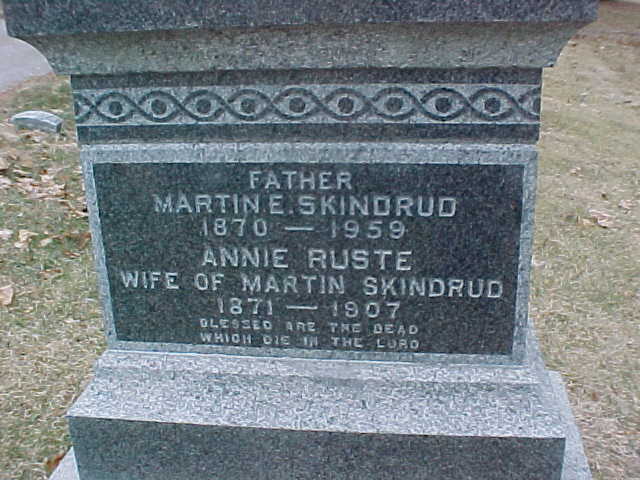 FATHER
MARTIN E. SKINDRUD
1870 — 1959
ANNIE RUSTE
WIFE OF MARTIN SKINDRUD
1871 — 1907
BLESSED ARE THE DEAD
WHICH DIE IN THE LORD